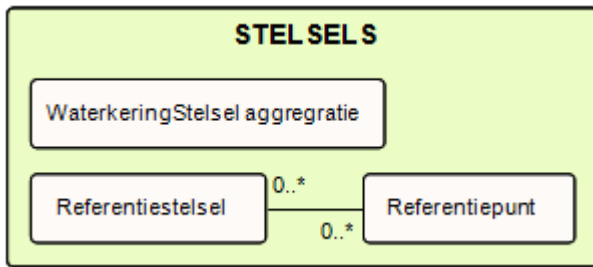 STELSELS
WaterkeringStelsel aggregratie
Referentiestelsel
0..*
0..*
Referentiepunt